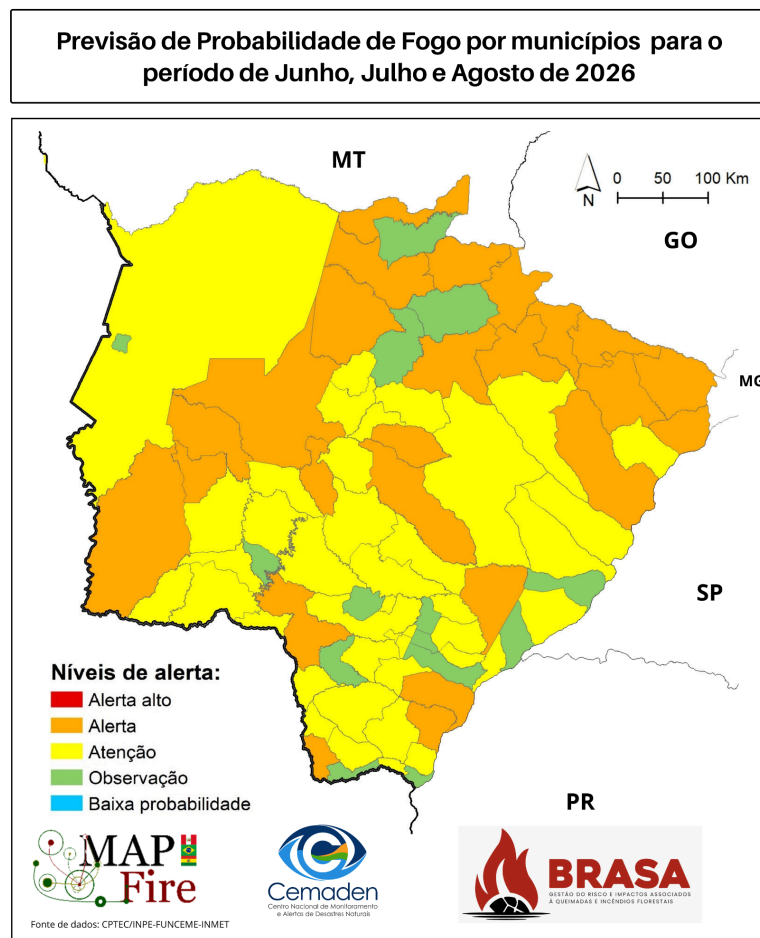 Previsão de Probabilidade de Fogo por municípios para o
período de Junho, Julho e Agosto de 2026
MT
0 50 100 Km
N
GO
MG
SP
Níveis de alerta:
Alerta alto
Alerta
Atenção
Observação
Baixa probabilidade
PR
MAP
Fire
Cemaden
Centro Nacional de Monitoramento
e Alertas de Desastres Naturais
BRASA
GESTÃO DO RISCO E IMPACTOS ASSOCIADOS
À QUEIMADAS E INCÊNDIOS FLORESTAIS
Fonte de dados: CPTEC/INPE-FUNCEME-INMET